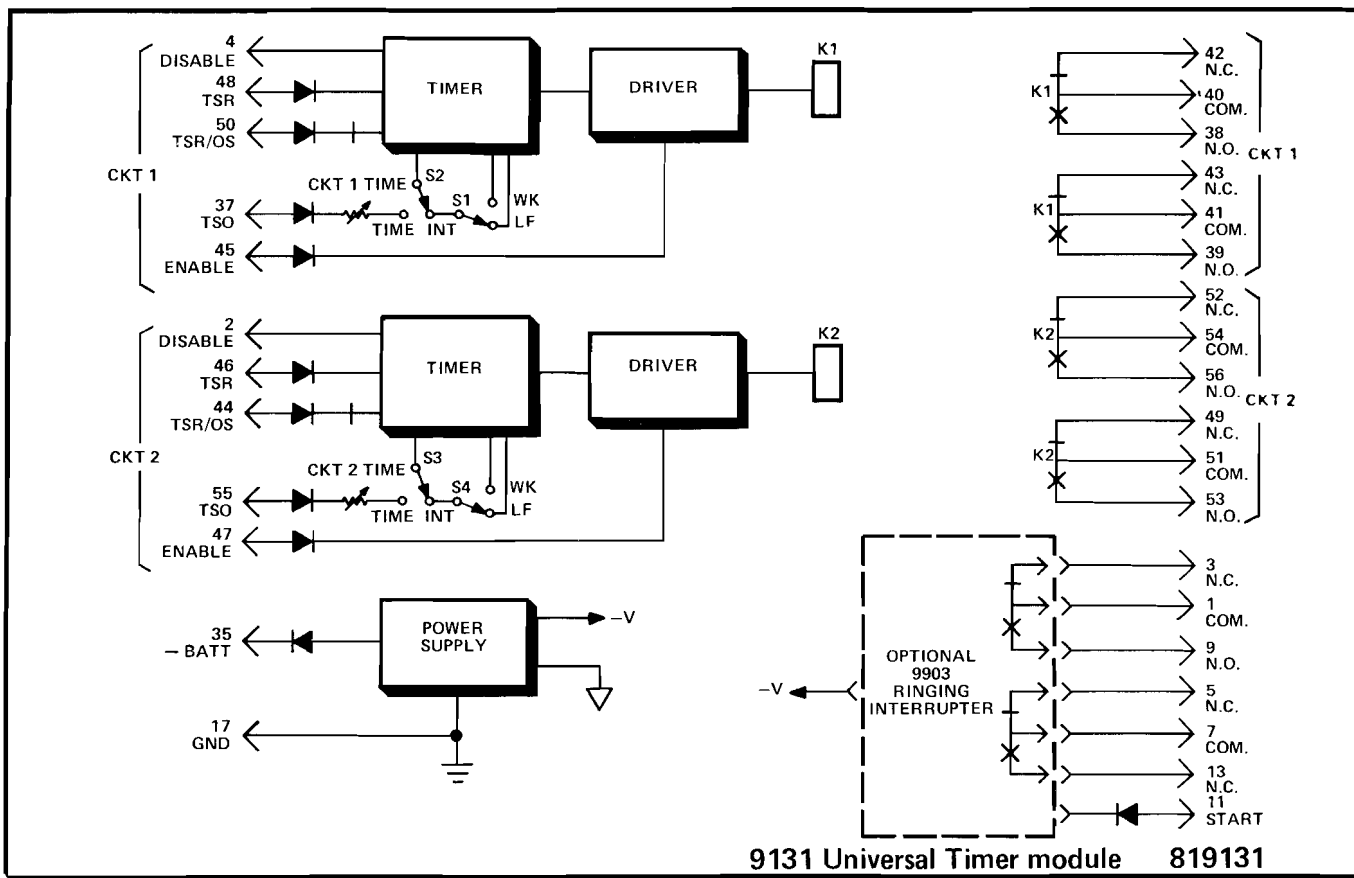 4
DISABLE
48
TSR
50
TSR/OS
CKT 1
37
TSO
45
ENABLE
TIMER
DRIVER
K1
CKT 1 TIME
S2
S1
WK
TIME
INT
LF
2
DISABLE
46
TSR
44
TSR/OS
CKT 2
55
TSO
47
ENABLE
TIMER
DRIVER
K2
CKT 2 TIME
S3
S4
WK
TIME
INT
LF
35
– BATT
17
GND
POWER
SUPPLY
–V
K1
42
N.C.
40
COM.
38
N.O.
CKT 1
K1
43
N.C.
41
COM.
39
N.O.
K2
52
N.C.
54
COM.
56
N.O.
CKT 2
K2
49
N.C.
51
COM.
53
N.O.
–V
OPTIONAL
9903
RINGING
INTERRUPTER
3
N.C.
1
COM.
9
N.O.
5
N.C.
7
COM.
13
N.C.
11
START
9131 Universal Timer module 819131